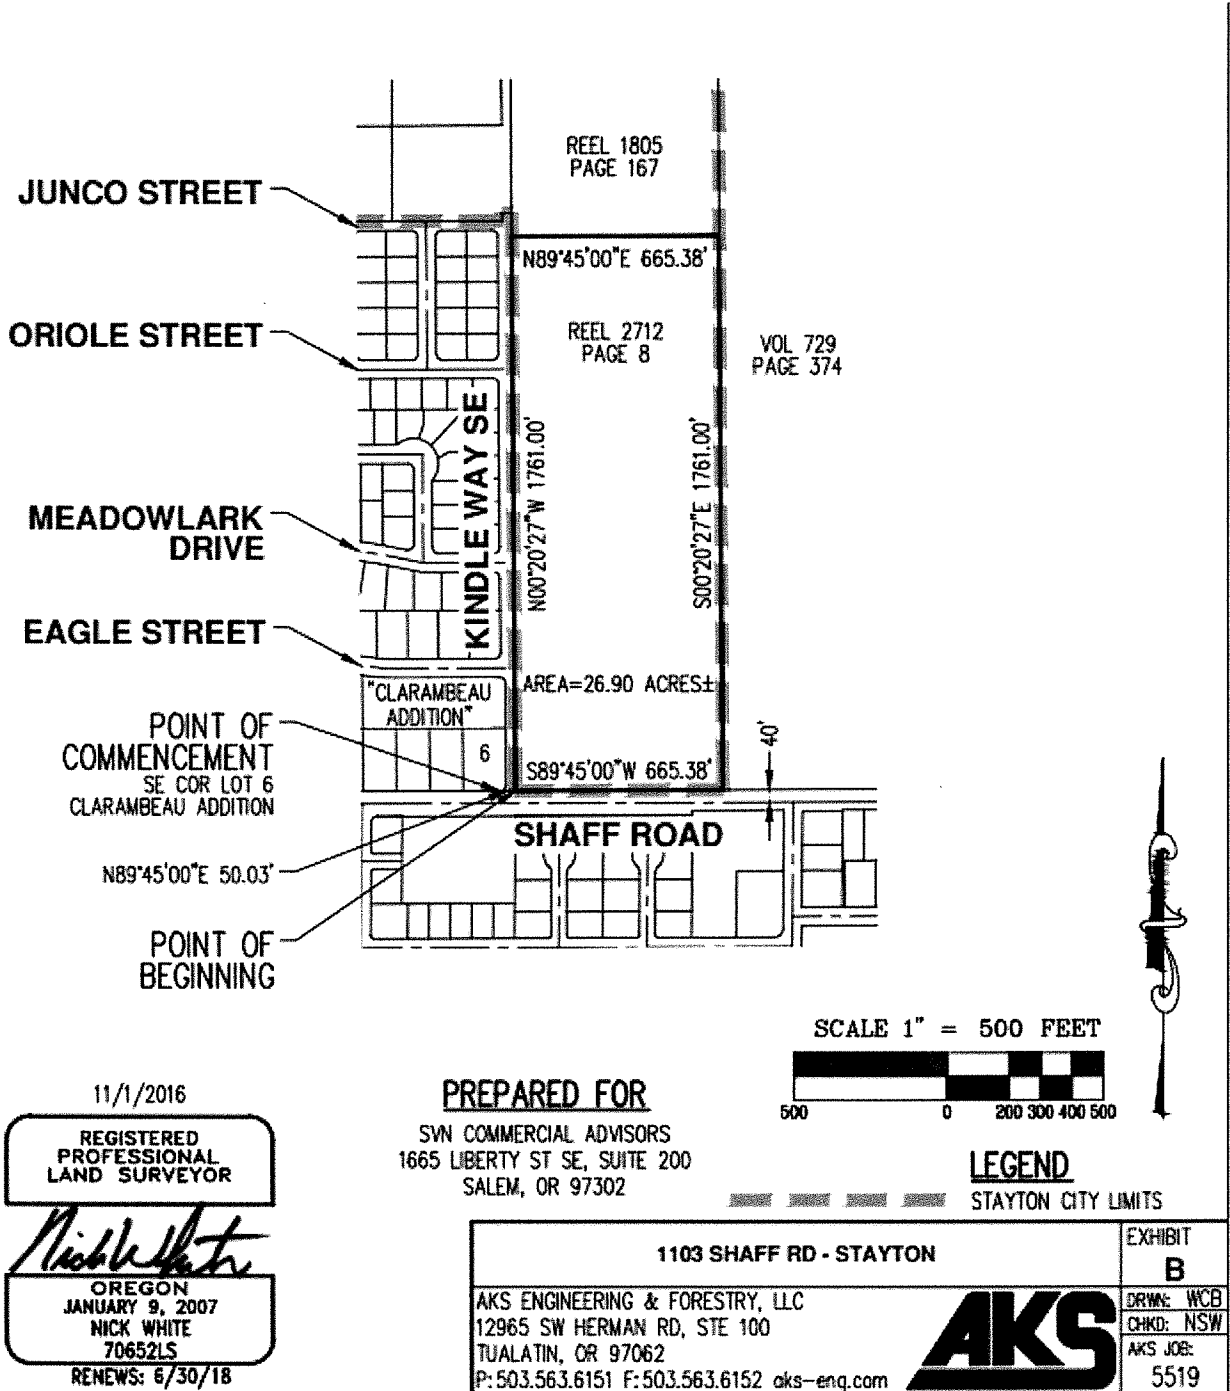 REEL 1805
PAGE 167
JUNCO STREET
N89°45'00"E 665.38'
ORIOLE STREET
REEL 2712
PAGE 8
VOL 729
PAGE 374
KINDLE WAY SE
N00°20'27"W 1761.00'
S00°20'27"E 1761.00'
MEADOWLARK
DRIVE
EAGLE STREET
"CLARAMBEAU
ADDITION"
AREA=26.90 ACRES±
POINT OF
COMMENCEMENT
SE COR LOT 6
CLARAMBEAU ADDITION
6
S89°45'00"W 665.38'
40'
SHAFF ROAD
N89°45'00"E 50.03'
POINT OF
BEGINNING
SCALE 1" = 500 FEET
500 0 200 300 400 500
11/1/2016
REGISTERED
PROFESSIONAL
LAND SURVEYOR
Nick White
OREGON
JANUARY 9, 2007
NICK WHITE
70652LS
RENEWS: 6/30/18
PREPARED FOR
SVN COMMERCIAL ADVISORS
1665 LIBERTY ST SE, SUITE 200
SALEM, OR 97302
LEGEND
STAYTON CITY LIMITS
1103 SHAFF RD - STAYTON
EXHIBIT
B
AKS ENGINEERING & FORESTRY, LLC
12965 SW HERMAN RD, STE 100
TUALATIN, OR 97062
P: 503.563.6151 F: 503.563.6152 aks-eng.com
AKS
DRWN: WCB
CHKD: NSW
AKS JOB:
5519